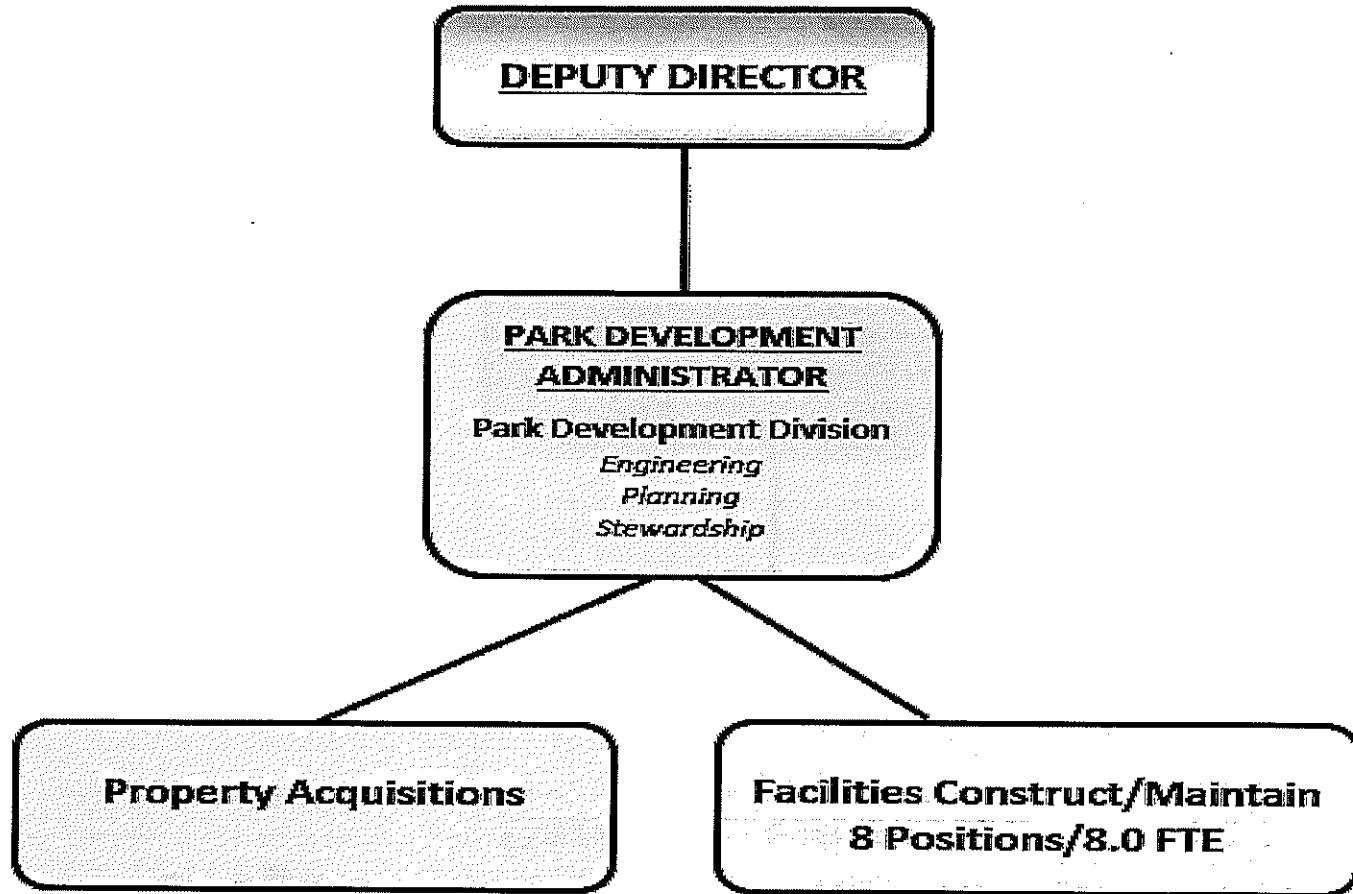 DEPUTY DIRECTOR
PARK DEVELOPMENT
ADMINISTRATOR
Park Development Division
Engineering
Planning
Stewardship
Property Acquisitions
Facilities Construct/Maintain
8 Positions/8.0 FTE